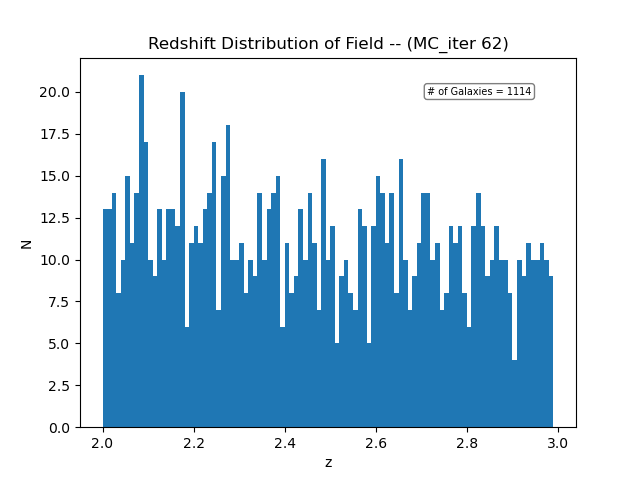 Redshift Distribution of Field -- (MC_iter 62)
# of Galaxies = 1114
20.0
17.5
15.0
12.5
10.0
7.5
5.0
2.5
0.0
N
2.0 2.2 2.4 2.6 2.8 3.0
z